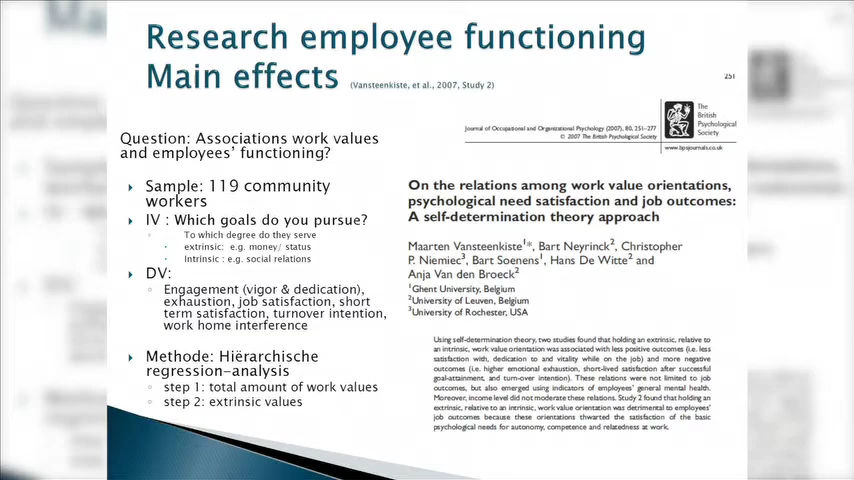 Research employee functioning
Main effects (Vansteenkiste, et al., 2007, Study 2)
Question: Associations work values
and employees' functioning?
Sample: 119 community
workers
IV : Which goals do you pursue?
To which degree do they serve
extrinsic: e.g. money/ status
Intrinsic : e.g. social relations
DV:
Engagement (vigor & dedication),
exhaustion, job satisfaction, short
term satisfaction, turnover intention,
work home interference
Methode: Hiërarchische
regression-analysis
step 1: total amount of work values
step 2: extrinsic values
251
The
British
Psychological
Society
Journal of Occupational and Organizational Psychology (2007), 80, 251–277
© 2007 The British Psychological Society
www.bpsjournals.co.uk
On the relations among work value orientations,
psychological need satisfaction and job outcomes:
A self-determination theory approach
Maarten Vansteenkiste¹*, Bart Neyrinck², Christopher
P. Niemiec³, Bart Soenens¹, Hans De Witte² and
Anja Van den Broeck²
¹Ghent University, Belgium
²University of Leuven, Belgium
³University of Rochester, USA
Using self-determination theory, two studies found that holding an extrinsic, relative to
an intrinsic, work value orientation was associated with less positive outcomes (i.e. less
satisfaction with, dedication to and vitality while on the job) and more negative
outcomes (i.e. higher emotional exhaustion, short-lived satisfaction after successful
goal-attainment, and turn-over intention). These relations were not limited to job
outcomes, but also emerged using indicators of employees' general mental health.
Moreover, income level did not moderate these relations. Study 2 found that holding an
extrinsic, relative to an intrinsic, work value orientation was detrimental to employees'
job outcomes because these orientations thwarted the satisfaction of the basic
psychological needs for autonomy, competence and relatedness at work.